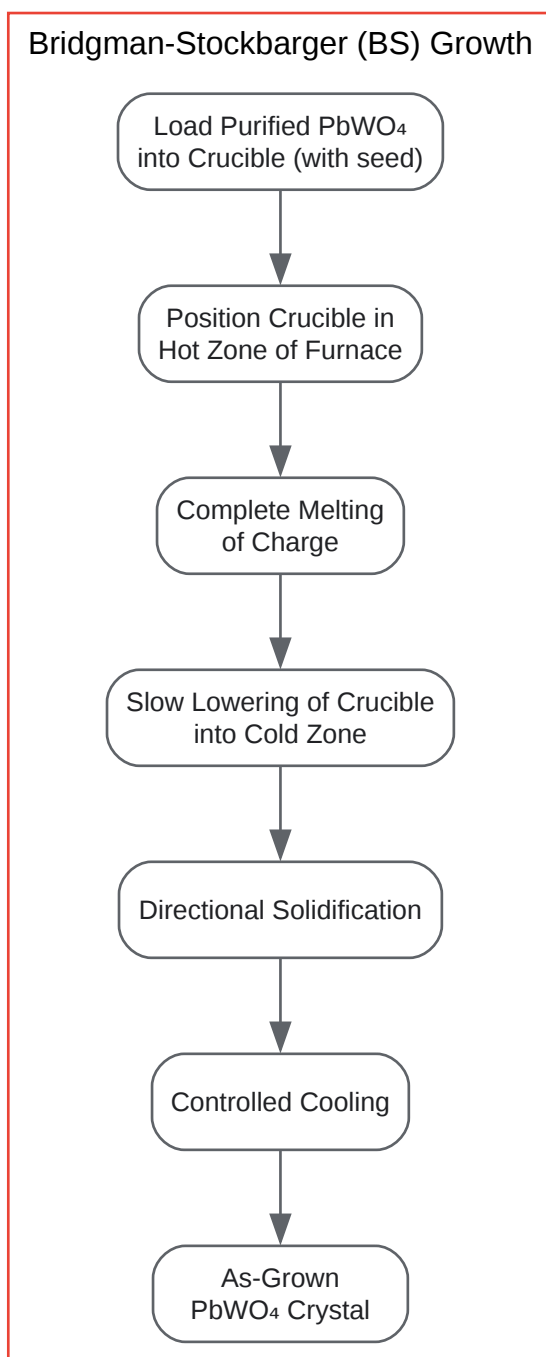 Bridgman-Stockbarger (BS) Growth
Load Purified PbWO₄
into Crucible (with seed)
Position Crucible in
Hot Zone of Furnace
Complete Melting
of Charge
Slow Lowering of Crucible
into Cold Zone
Directional Solidification
Controlled Cooling
As-Grown
PbWO₄ Crystal